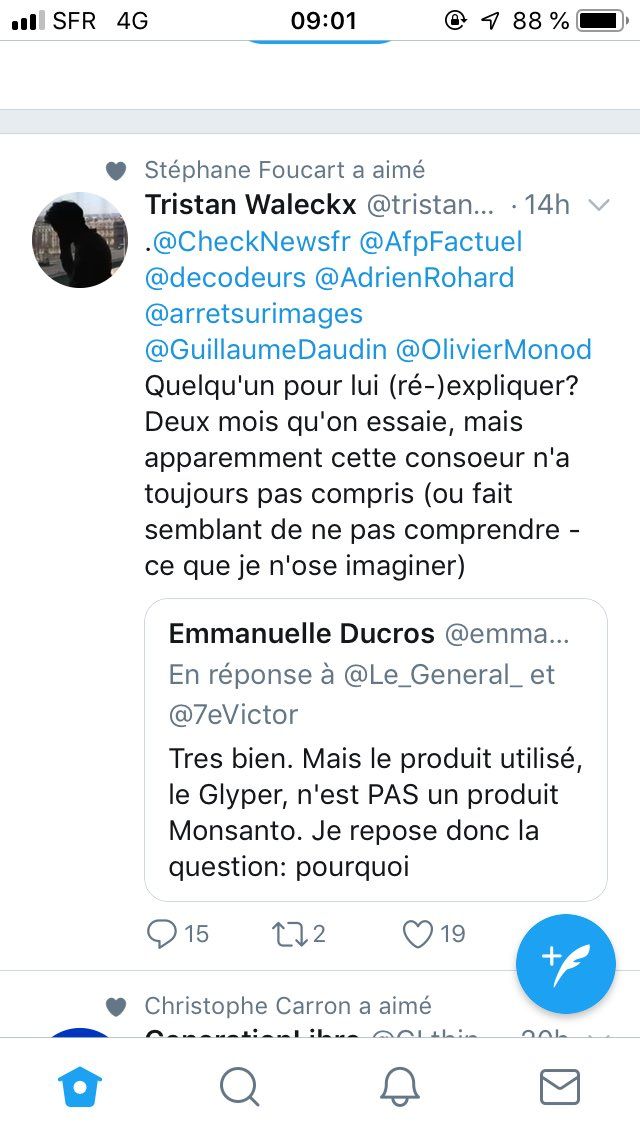 SFR 4G 09:01 88 %
Stéphane Foucart a aimé
Tristan Waleckx @tristan... · 14h
.@CheckNewsfr @AfpFactuel
@decodeurs @AdrienRohard
@arretsurimages
@GuillaumeDaudin @OlivierMonod
Quelqu'un pour lui (ré-)expliquer?
Deux mois qu'on essaie, mais
apparemment cette consoeur n'a
toujours pas compris (ou fait
semblant de ne pas comprendre -
ce que je n'ose imaginer)
Emmanuelle Ducros @emma...
En réponse à @Le_General_ et
@7eVictor
Tres bien. Mais le produit utilisé,
le Glyper, n'est PAS un produit
Monsanto. Je repose donc la
question: pourquoi
15 2 19
Christophe Carron a aimé